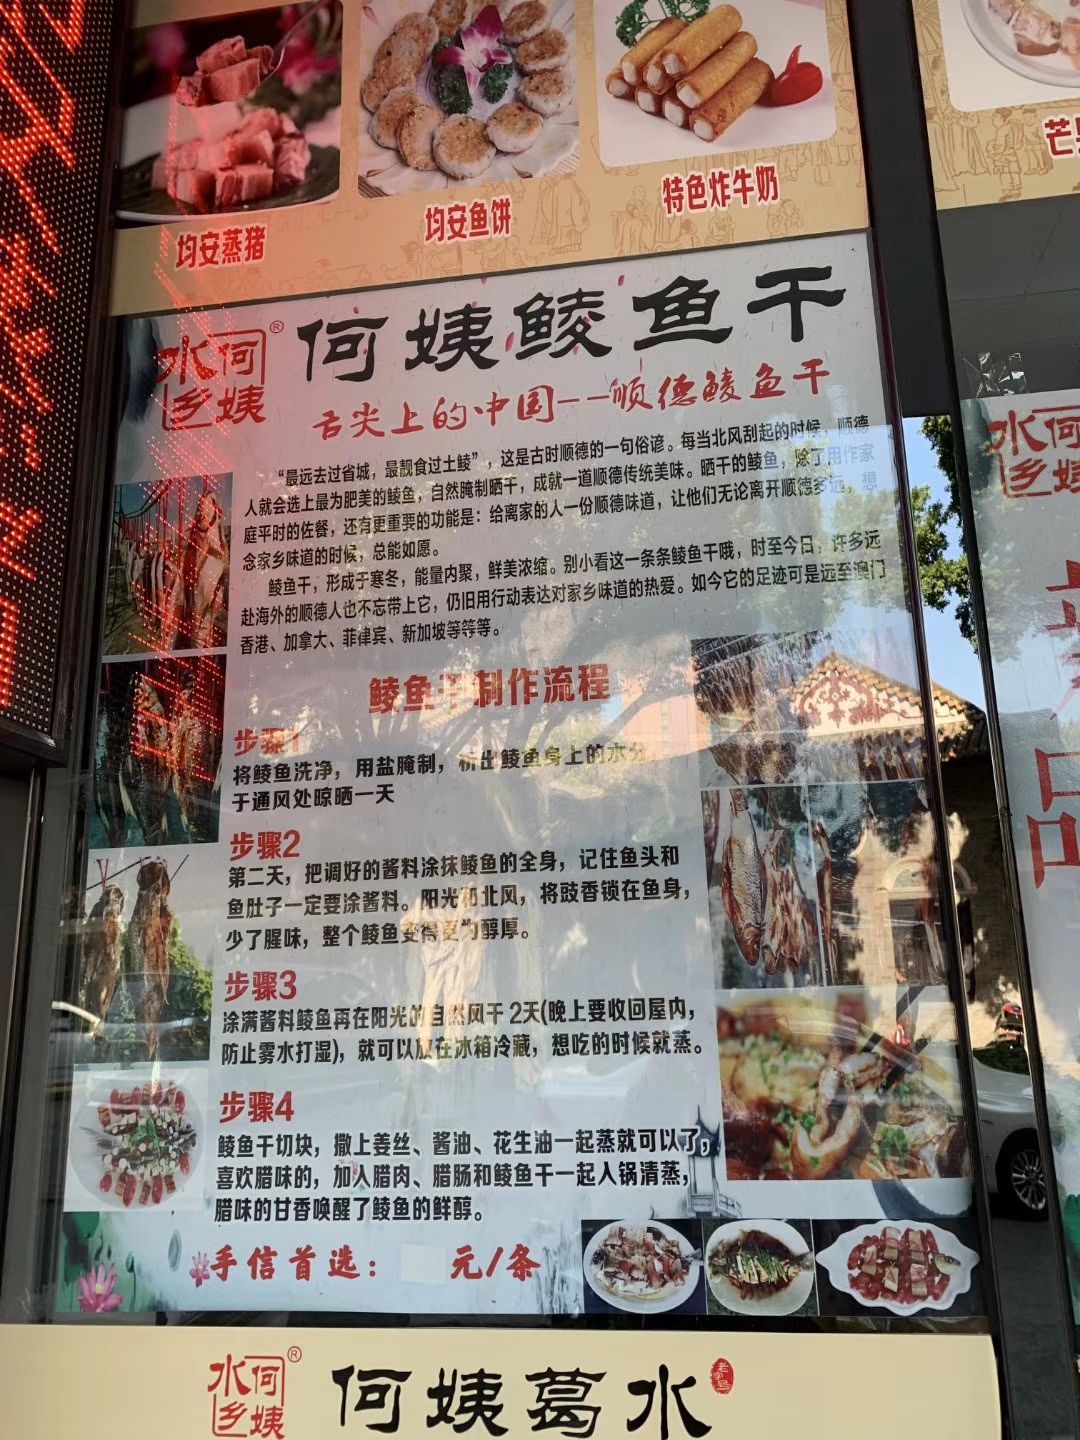 均安蒸猪
均安鱼饼
特色炸牛奶
水乡
何姨
®
何姨鲮鱼干
舌尖上的中国--顺德鲮鱼干
“最远去过省城，最靓食过土鲮”，这是古时顺德的一句俗谚。每当北风刮起的时候，顺德
人就会选上最为肥美的鲮鱼，自然腌制晒干，成就一道顺德传统美味。晒干的鲮鱼，除了用作家
庭平时的佐餐，还有更重要的功能是：给离家的人一份顺德味道，让他们无论离开顺德多远，想
念家乡味道的时候，总能如愿。
鲮鱼干，形成于寒冬，能量内聚，鲜美浓缩。别小看这一条条鲮鱼干哦，时至今日，许多远
赴海外的顺德人也不忘带上它，仍旧用行动表达对家乡味道的热爱。如今它的足迹可是远至澳门
香港、加拿大、菲律宾、新加坡等等等。
鲮鱼干制作流程
步骤1
将鲮鱼洗净，用盐腌制，析出鲮鱼身上的水分，
于通风处晾晒一天
步骤2
第二天，把调好的酱料涂抹鲮鱼的全身，记住鱼头和
鱼肚子一定要涂酱料。阳光和北风，将豉香锁在鱼身，
少了腥味，整个鲮鱼变得更为醇厚。
步骤3
涂满酱料鲮鱼再在阳光的自然风干2天(晚上要收回屋内，
防止雾水打湿)，就可以放在冰箱冷藏，想吃的时候就蒸。
步骤4
鲮鱼干切块，撒上姜丝、酱油、花生油一起蒸就可以了，
喜欢腊味的，加入腊肉、腊肠和鲮鱼干一起入锅清蒸，
腊味的甘香唤醒了鲮鱼的鲜醇。
手信首选： 元/条
水乡
何姨
®
何姨葛水
老字号
水乡
何姨
品
芒